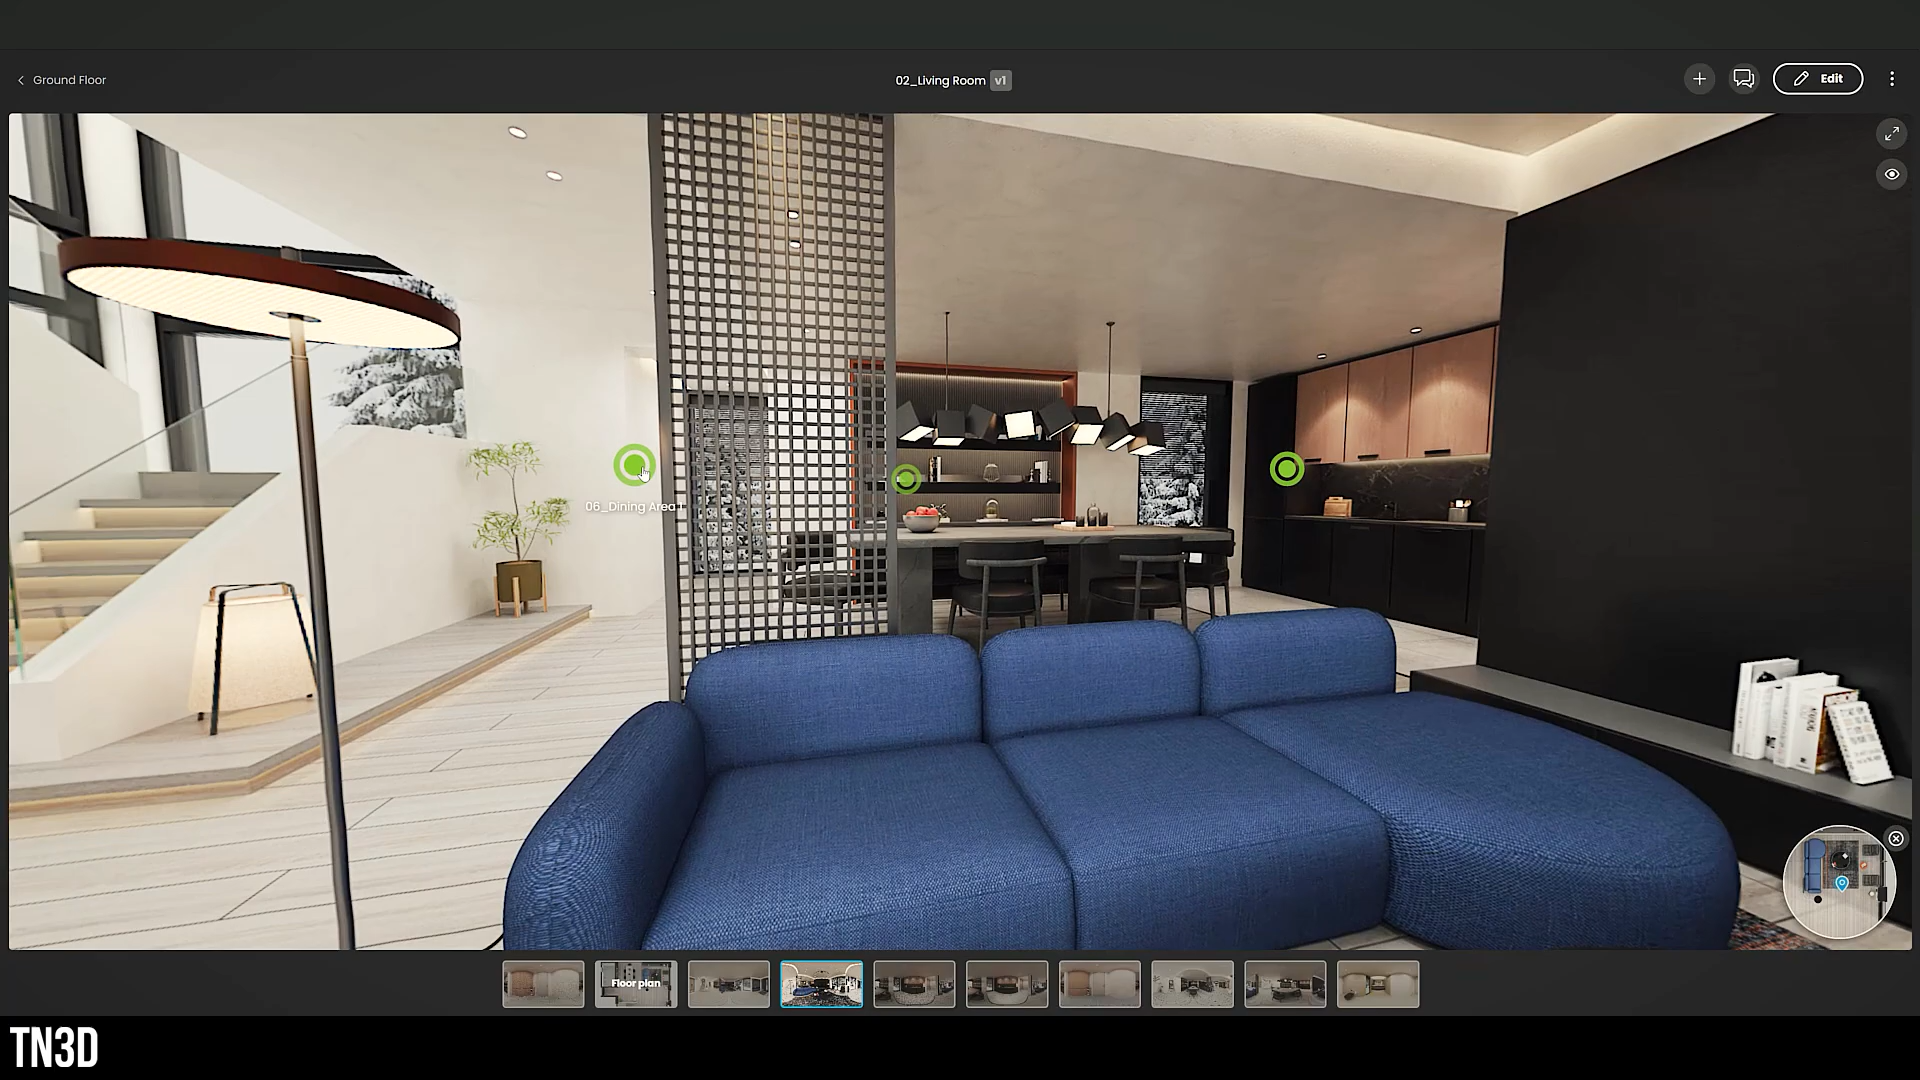 Ground Floor
02_Living Room v1
Edit
06_Dining Area 1
Floor plan
TN3D